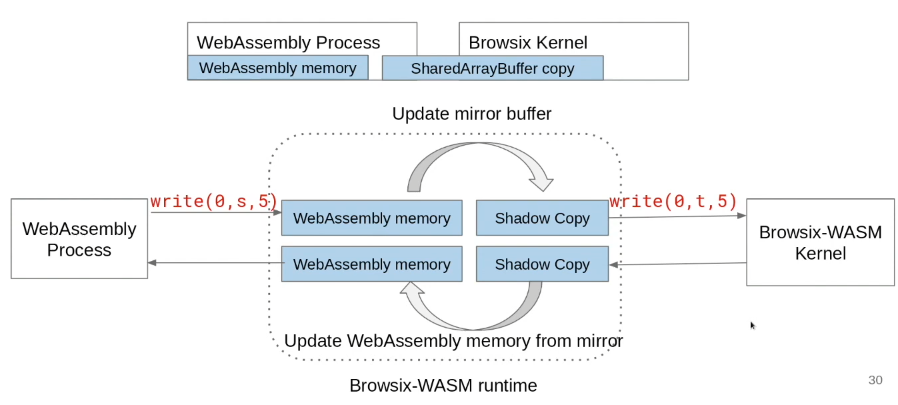 WebAssembly Process
Browsix Kernel
WebAssembly memory
SharedArrayBuffer copy
Update mirror buffer
write(0,s,5)
write(0,t,5)
WebAssembly
Process
WebAssembly memory
Shadow Copy
Browsix-WASM
Kernel
WebAssembly memory
Shadow Copy
Update WebAssembly memory from mirror
Browsix-WASM runtime
30